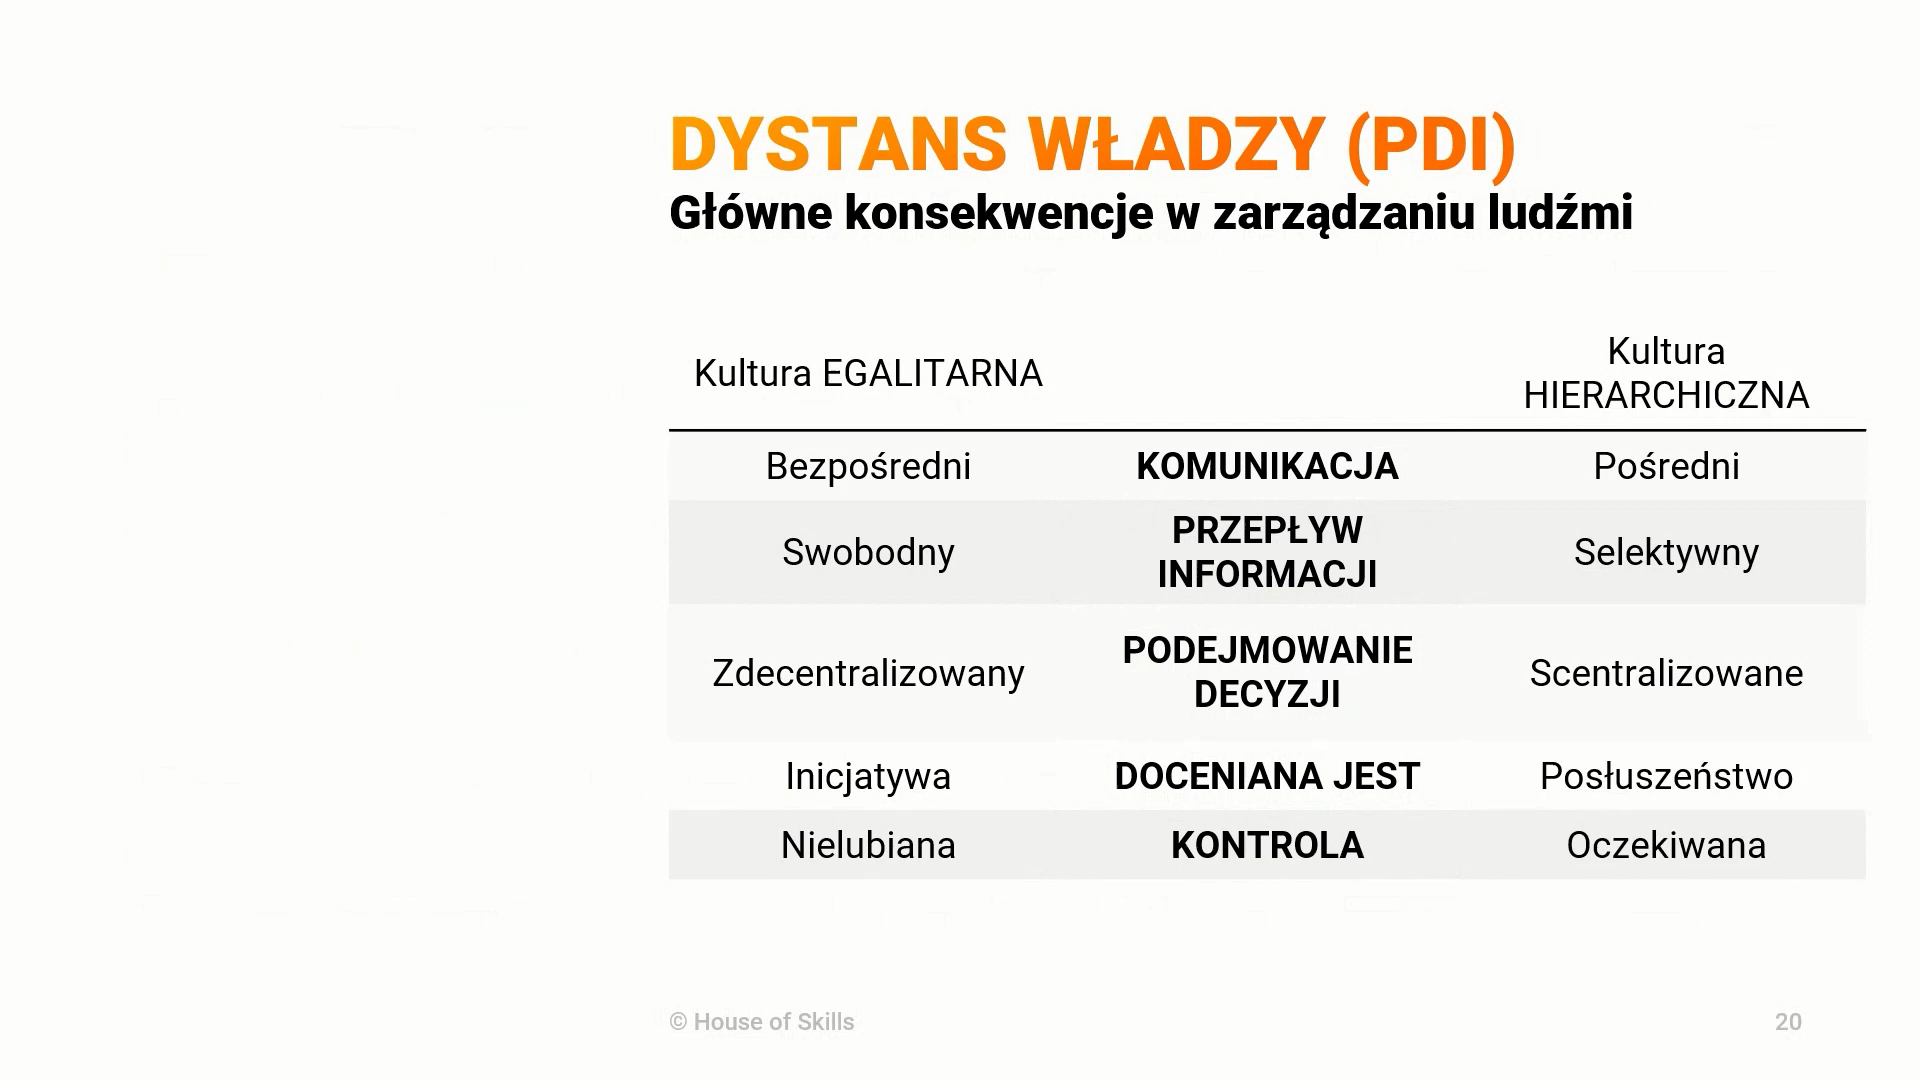 DYSTANS WŁADZY (PDI)
Główne konsekwencje w zarządzaniu ludźmi
Kultura EGALITARNA
Kultura
HIERARCHICZNA
Bezpośredni KOMUNIKACJA Pośredni
Swobodny PRZEPŁYW
INFORMACJI Selektywny
Zdecentralizowany PODEJMOWANIE
DECYZJI Scentralizowane
Inicjatywa DOCENIANA JEST Posłuszeństwo
Nielubiana KONTROLA Oczekiwana
© House of Skills 20